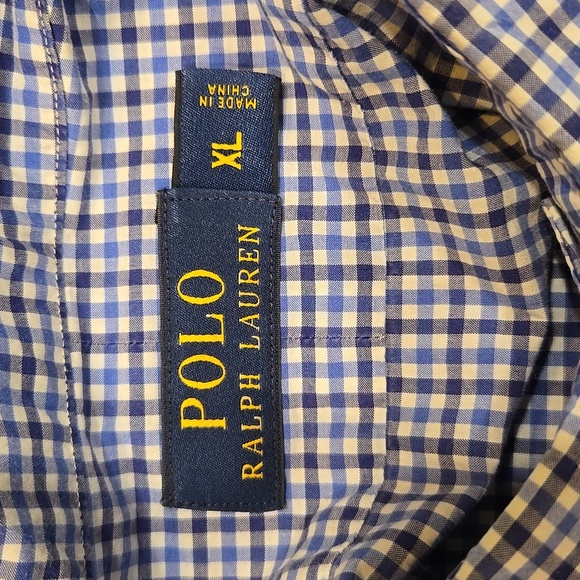 POLO
RALPH LAUREN
XL
MADE IN
CHINA